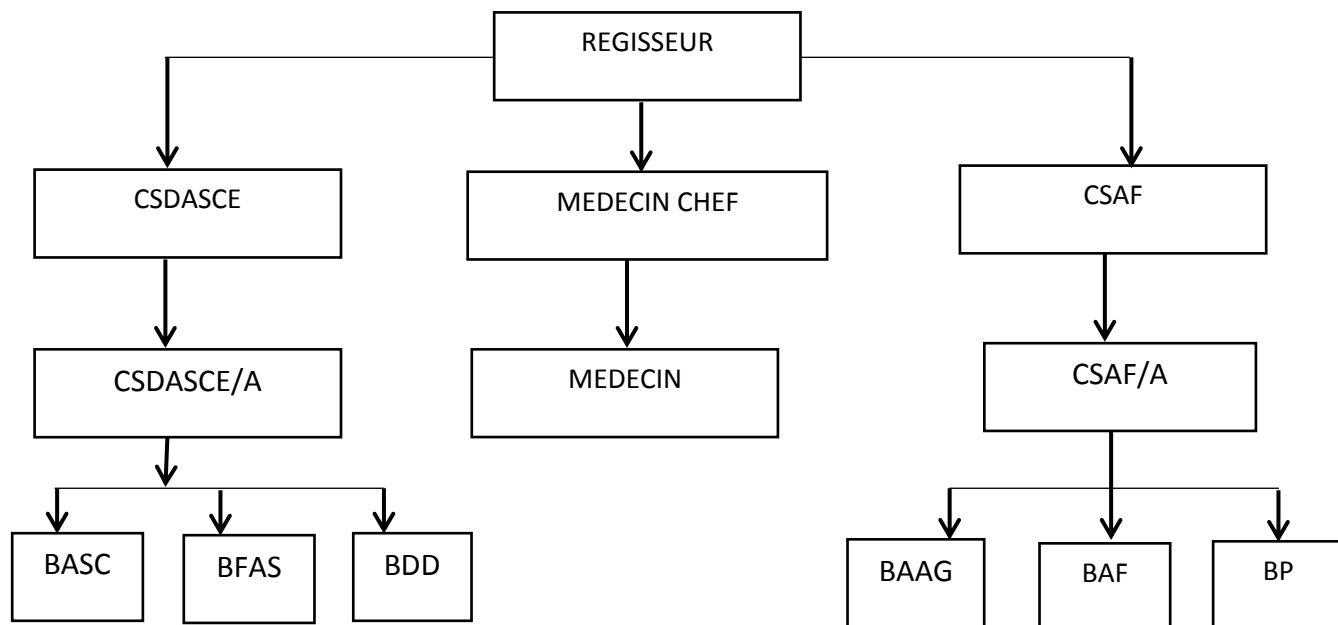 REGISSEUR
CSDASCE
MEDECIN CHEF
CSAF
CSDASCE/A
MEDECIN
CSAF/A
BASC
BFAS
BDD
BAAG
BAF
BP